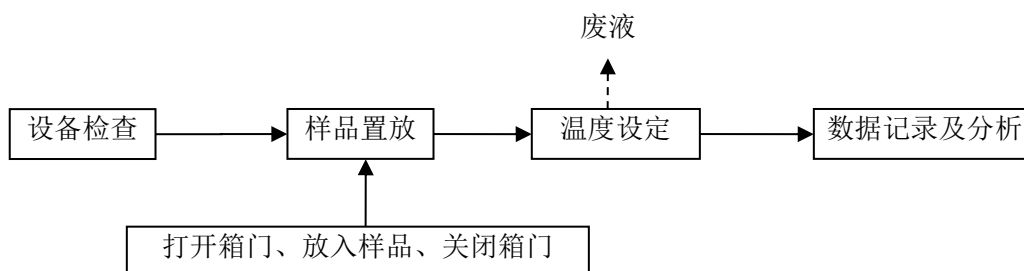 废液
设备检查
样品置放
温度设定
数据记录及分析
打开箱门、放入样品、关闭箱门